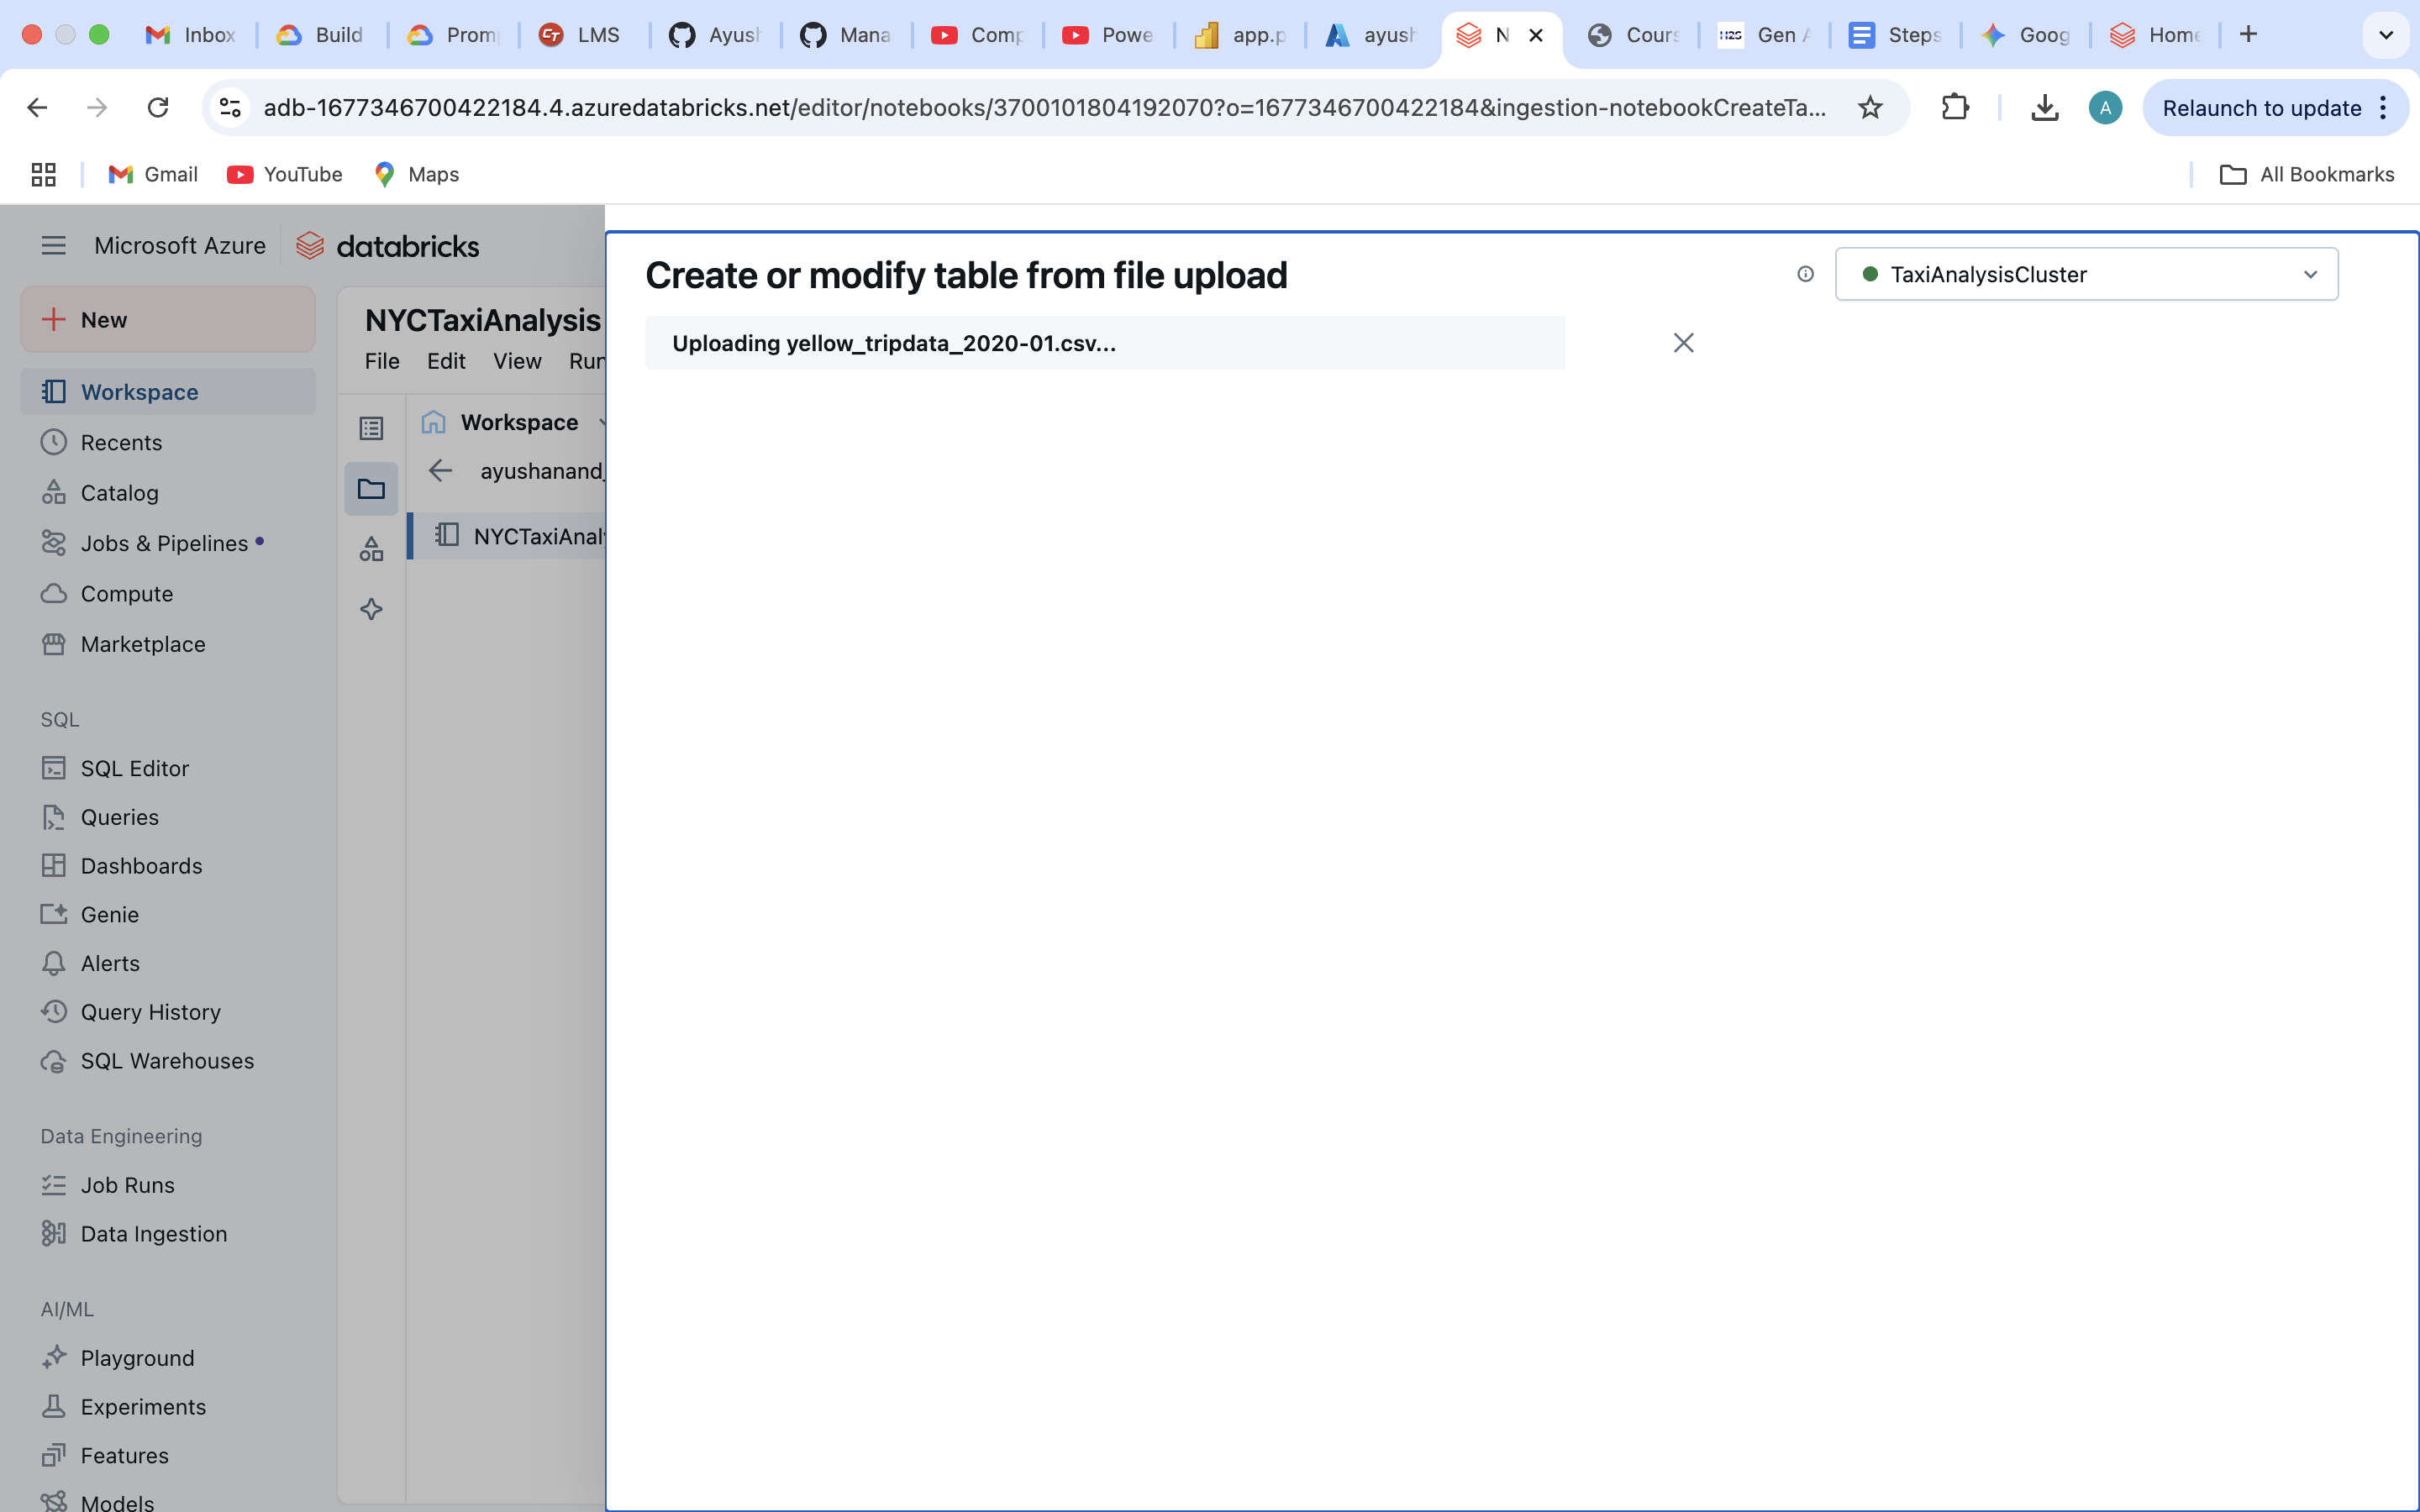 Inbox
Build
Prom
LMS
Ayush
Mana
Comp
Powe
app.p
ayush
N
Cours
H2S Gen A
Steps
Goog
Home
adb-1677346700422184.4.azuredatabricks.net/editor/notebooks/3700101804192070?o=1677346700422184&ingestion-notebookCreateTa...
A
Relaunch to update
Gmail
YouTube
Maps
All Bookmarks
Microsoft Azure
databricks
New
Workspace
Recents
Catalog
Jobs & Pipelines
Compute
Marketplace
SQL
SQL Editor
Queries
Dashboards
Genie
Alerts
Query History
SQL Warehouses
Data Engineering
Job Runs
Data Ingestion
AI/ML
Playground
Experiments
Features
Models
NYCTaxiAnalysis
File Edit View Run
Workspace
ayushanand_
NYCTaxiAnaly
Create or modify table from file upload
TaxiAnalysisCluster
Uploading yellow_tripdata_2020-01.csv...